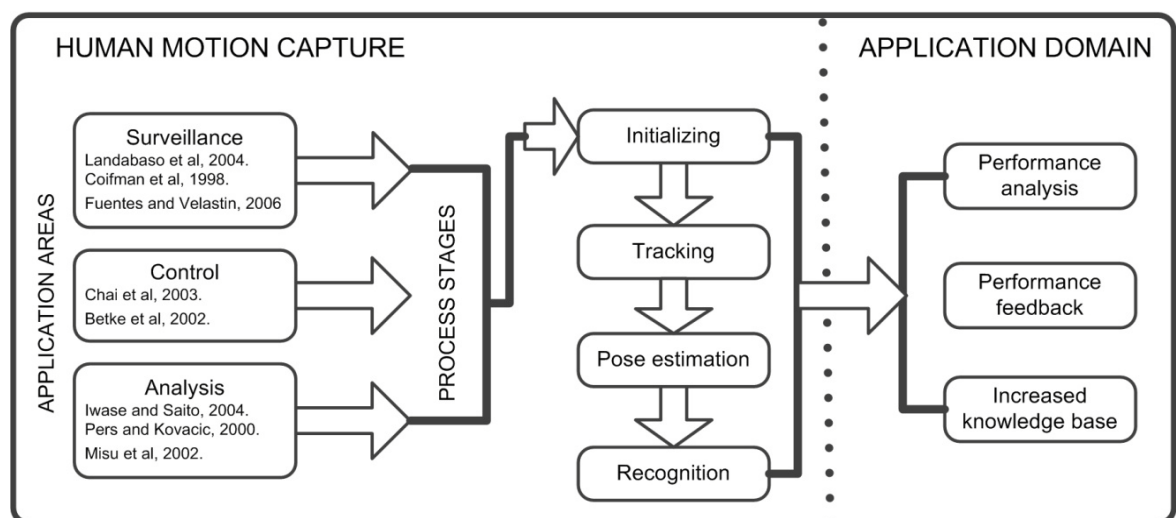 HUMAN MOTION CAPTURE
APPLICATION DOMAIN
APPLICATION AREAS
Surveillance
Landabaso et al, 2004.
Coifman et al, 1998.
Fuentes and Velastin, 2006
Control
Chai et al, 2003.
Betke et al, 2002.
Analysis
Iwase and Saito, 2004.
Pers and Kovacic, 2000.
Misu et al, 2002.
PROCESS STAGES
Initializing
Tracking
Pose estimation
Recognition
Performance
analysis
Performance
feedback
Increased
knowledge base